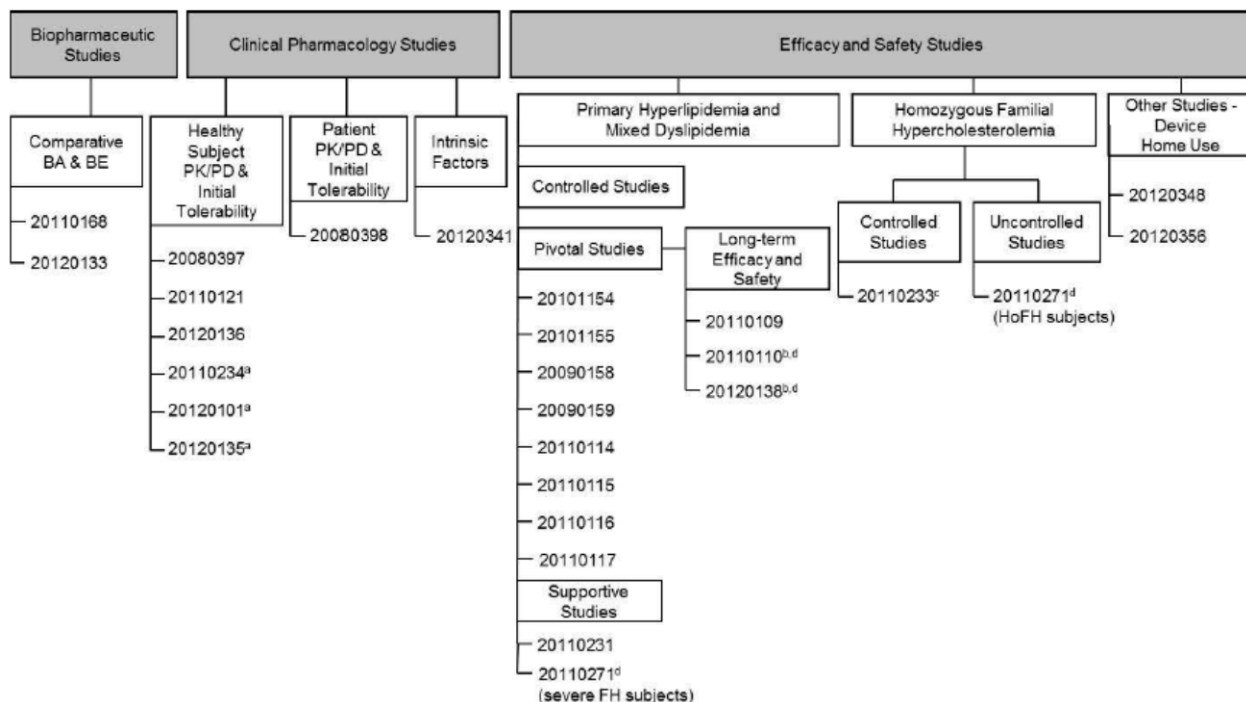 Biopharmaceutic
Studies
Clinical Pharmacology Studies
Efficacy and Safety Studies
Comparative
BA & BE
20110168
20120133
Healthy
Subject
PK/PD &
Initial
Tolerability
20080397
20110121
20120136
20110234ᵃ
20120101ᵃ
20120135ᵃ
Patient
PK/PD &
Initial
Tolerability
20080398
Intrinsic
Factors
20120341
Primary Hyperlipidemia and
Mixed Dyslipidemia
Controlled Studies
Pivotal Studies
20101154
20101155
20090158
20090159
20110114
20110115
20110116
20110117
Supportive
Studies
20110231
20110271ᵈ
(severe FH subjects)
Long-term
Efficacy and
Safety
20110109
20110110ᵇ,ᵈ
20120138ᵇ,ᵈ
Homozygous Familial
Hypercholesterolemia
Controlled
Studies
20110233ᶜ
Uncontrolled
Studies
20110271ᵈ
(HoFH subjects)
Other Studies -
Device
Home Use
20120348
20120356